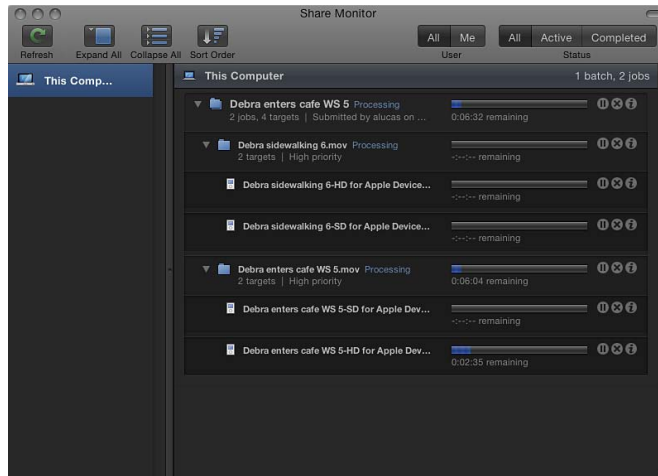 Share Monitor
Refresh
Expand All
Collapse All
Sort Order
All Me
User
All Active Completed
Status
This Comp...
This Computer
1 batch, 2 jobs
Debra enters cafe WS 5 Processing
2 jobs, 4 targets | Submitted by alucas on ...
0:06:32 remaining
Debra sidewalking 6.mov Processing
2 targets | High priority
-:--:-- remaining
Debra sidewalking 6-HD for Apple Device...
Debra sidewalking 6-SD for Apple Device...
-:--:-- remaining
Debra enters cafe WS 5.mov Processing
2 targets | High priority
0:06:04 remaining
Debra enters cafe WS 5-SD for Apple Dev...
-:--:-- remaining
Debra enters cafe WS 5-HD for Apple Dev...
0:02:35 remaining